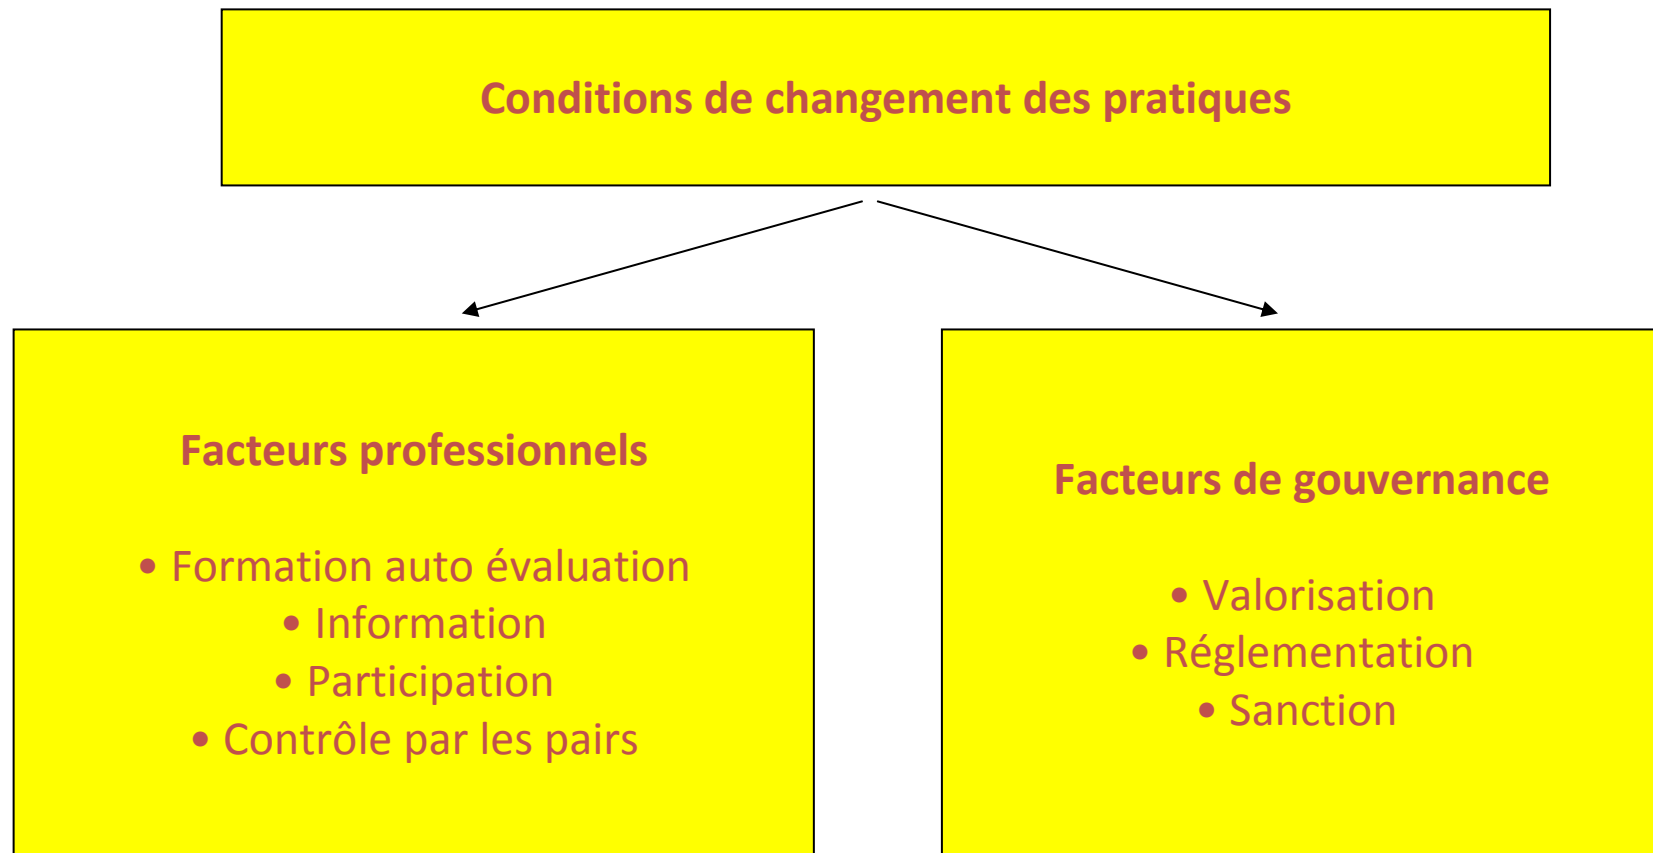 Conditions de changement des pratiques
Facteurs professionnels
• Formation auto évaluation
• Information
• Participation
• Contrôle par les pairs
Facteurs de gouvernance
• Valorisation
• Réglementation
• Sanction